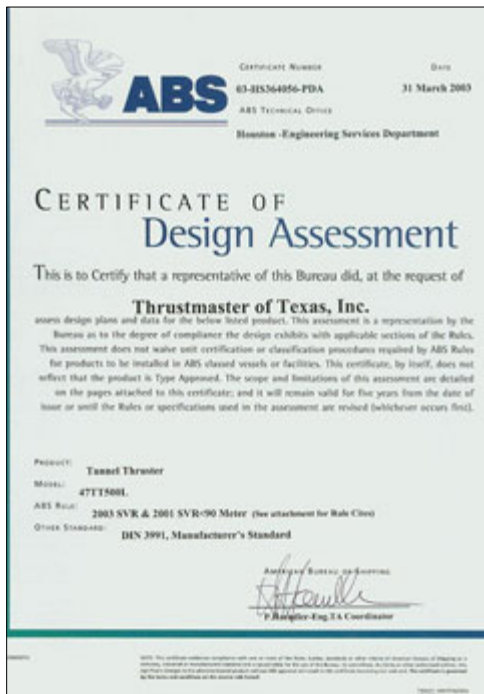 ABS
CERTIFICATE NUMBER
DATE
03-HS364056-PDA
31 March 2003
ABS TECHNICAL OFFICE
Houston -Engineering Services Department
CERTIFICATE OF
Design Assessment
This is to Certify that a representative of this Bureau did, at the request of
Thrustmaster of Texas, Inc.
assess design plans and data for the below listed product. This assessment is a representation by the
Bureau as to the degree of compliance the design exhibits with applicable sections of the Rules.
This assessment does not waive unit certification or classification procedures required by ABS Rules
for products to be installed in ABS classed vessels or facilities. This certificate, by itself, does not
reflect that the product is Type Approved. The scope and limitations of this assessment are detailed
on the pages attached to this certificate; and it will remain valid for five years from the date of
issue or until the Rules or specifications used in the assessment are revised (whichever occurs first).
PRODUCT:
Tunnel Thruster
MODEL:
47TT500L
ABS RULE:
2003 SVR & 2001 SVR<90 Meter (See attachment for Rule Cites)
OTHER STANDARD:
DIN 3991, Manufacturer's Standard
AMERICAN BUREAU OF SHIPPING
Eng.TA Coordinator